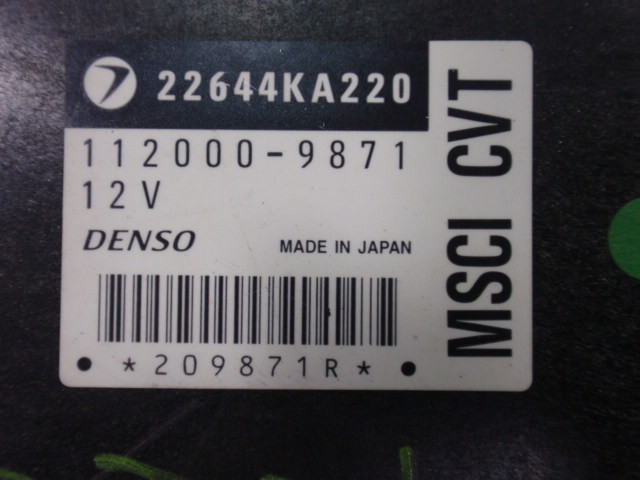 22644KA220
112000-9871
12V
DENSO MADE IN JAPAN
*209871R*
MSCI CVT